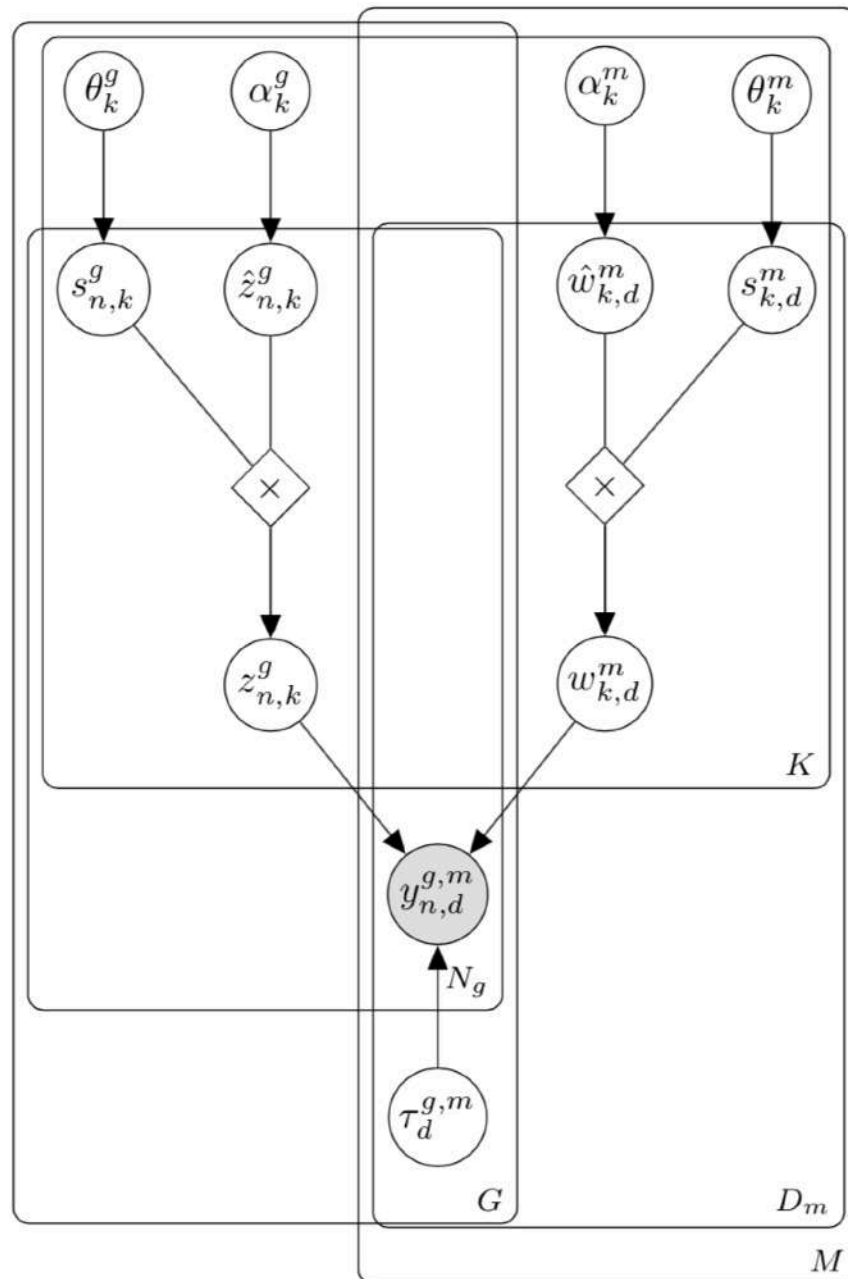 θ_k^g α_k^g α_k^m θ_k^m
s_{n,k}^g ẑ_{n,k}^g ŵ_{k,d}^m s_{k,d}^m
× ×
z_{n,k}^g w_{k,d}^m
K
y_{n,d}^{g,m}
N_g
τ_d^{g,m}
G D_m
M